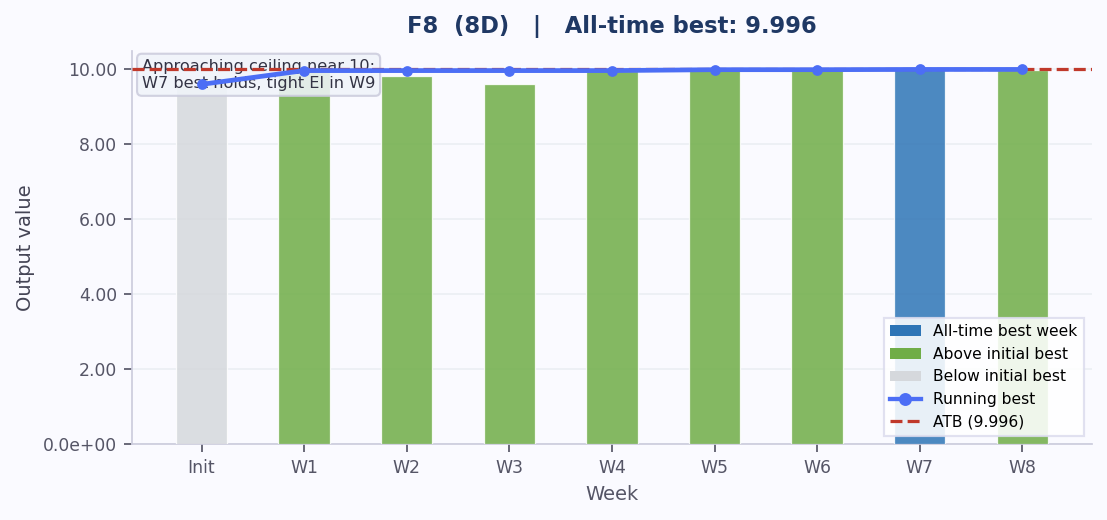 F8 (8D) | All-time best: 9.996
Approaching ceiling near 10:
W7 best holds, tight EI in W9
10.00
8.00
6.00
4.00
2.00
0.0e+00
Output value
Init W1 W2 W3 W4 W5 W6 W7 W8
Week
All-time best week
Above initial best
Below initial best
Running best
ATB (9.996)